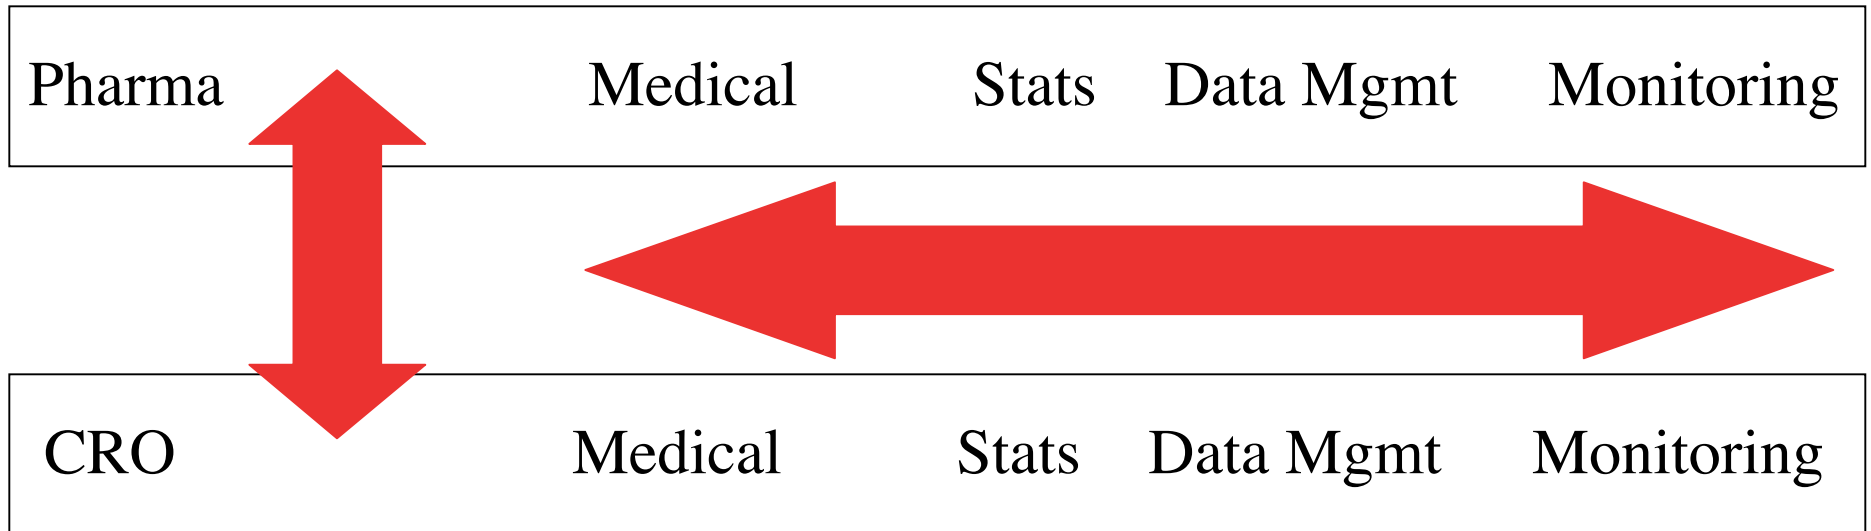 Pharma Medical Stats Data Mgmt Monitoring
CRO Medical Stats Data Mgmt Monitoring